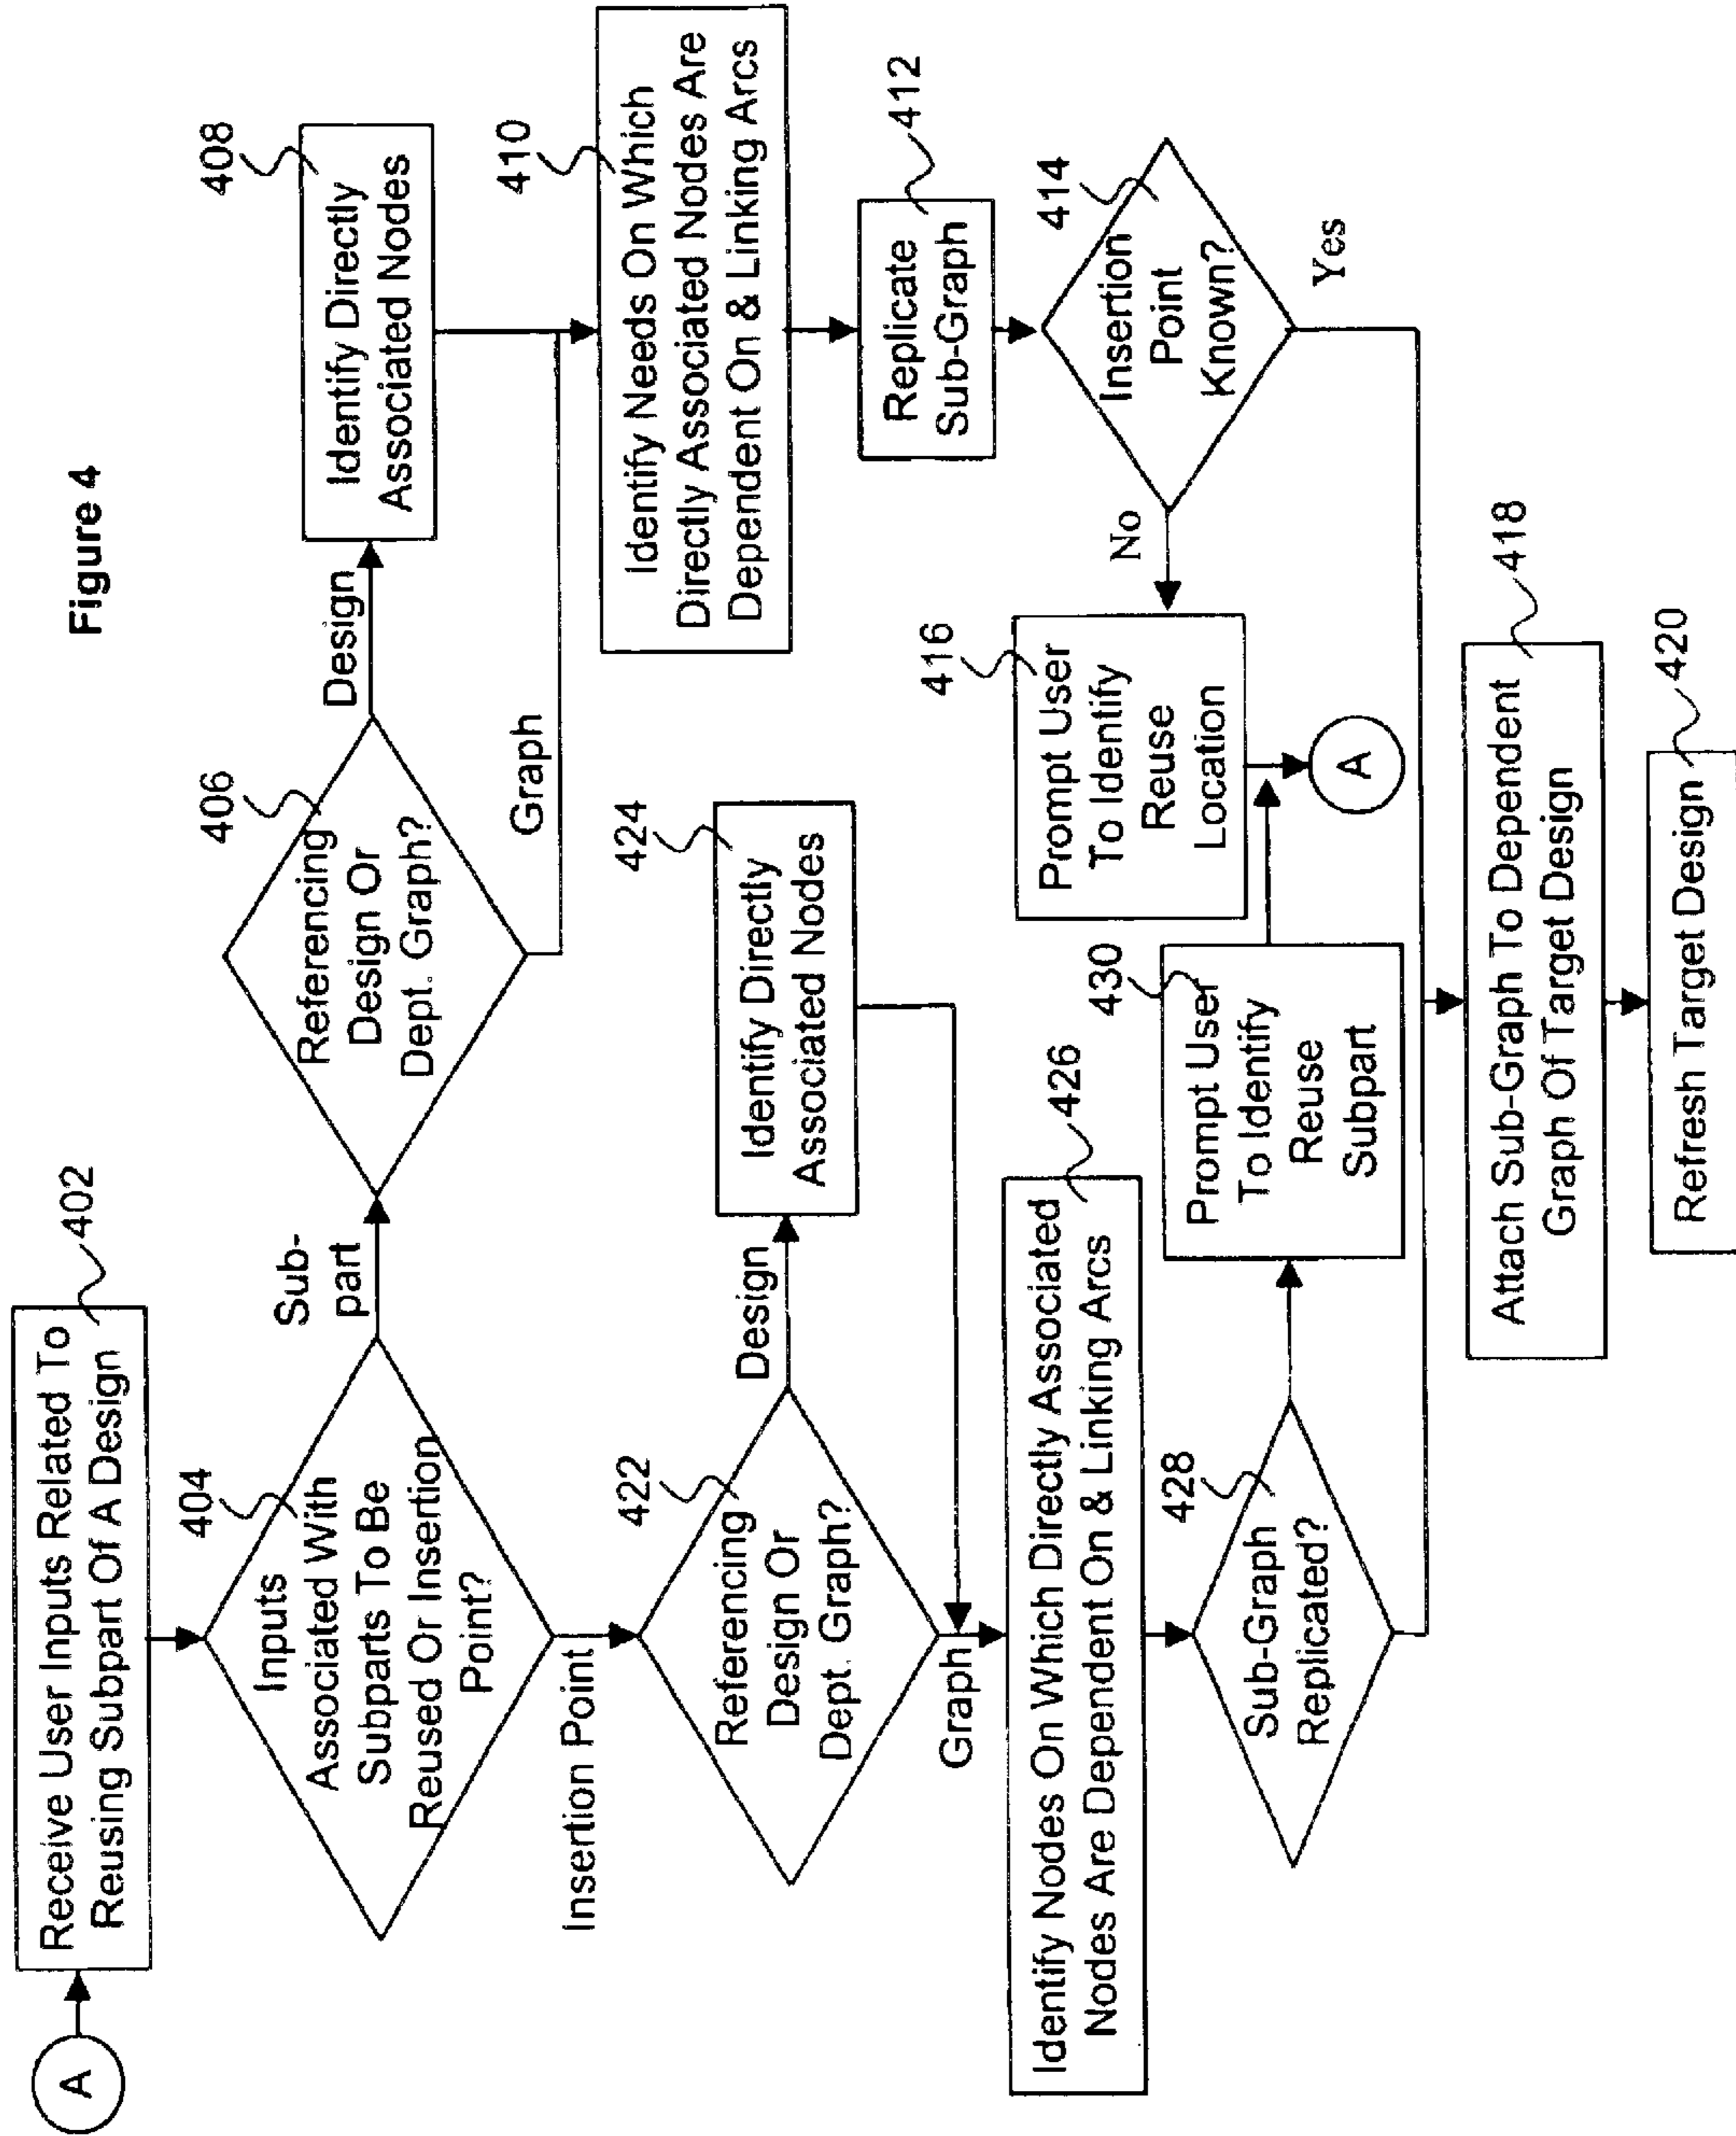 Figure 4
A
Receive User Inputs Related To
Reusing Subpart Of A Design
402
404
Inputs
Associated With
Subparts To Be
Reused Or Insertion
Point?
Sub-
part
406
Referencing
Design Or
Dept. Graph?
Design
Graph
408
Identify Directly
Associated Nodes
410
Identify Needs On Which
Directly Associated Nodes Are
Dependent On & Linking Arcs
412
Replicate
Sub-Graph
414
Insertion
Point
Known?
No
Yes
416
Prompt User
To Identify
Reuse
Location
A
Insertion Point
422
Referencing
Design Or
Dept. Graph?
Design
Graph
424
Identify Directly
Associated Nodes
426
Identify Nodes On Which Directly Associated
Nodes Are Dependent On & Linking Arcs
428
Sub-Graph
Replicated?
430
Prompt User
To Identify
Reuse
Subpart
418
Attach Sub-Graph To Dependent
Graph Of Target Design
420
Refresh Target Design